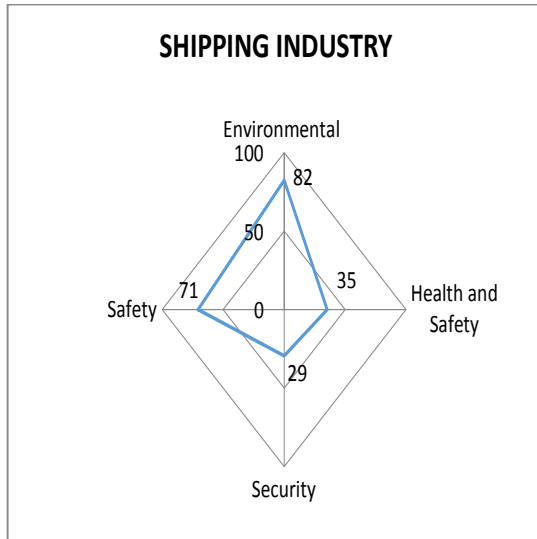 SHIPPING INDUSTRY
Environmental
100
82
50
35
71
Safety
0
Health and
Safety
29
Security